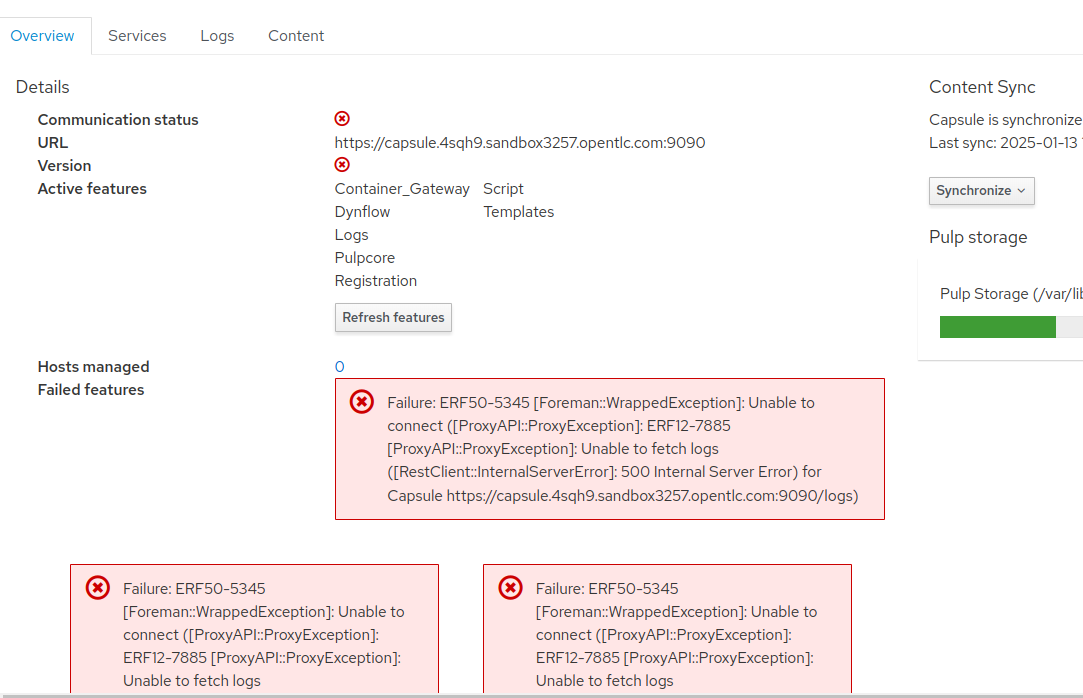 Overview Services Logs Content
Details
Communication status
URL https://capsule.4sqh9.sandbox3257.opentlc.com:9090
Version
Active features Container_Gateway Script
Dynflow Templates
Logs
Pulpcore
Registration
Refresh features
Hosts managed 0
Failed features
Failure: ERF50-5345 [Foreman::WrappedException]: Unable to
connect ([ProxyAPI::ProxyException]: ERF12-7885
[ProxyAPI::ProxyException]: Unable to fetch logs
([RestClient::InternalServerError]: 500 Internal Server Error) for
Capsule https://capsule.4sqh9.sandbox3257.opentlc.com:9090/logs)
Failure: ERF50-5345
[Foreman::WrappedException]: Unable to
connect ([ProxyAPI::ProxyException]:
ERF12-7885 [ProxyAPI::ProxyException]:
Unable to fetch logs
Failure: ERF50-5345
[Foreman::WrappedException]: Unable to
connect ([ProxyAPI::ProxyException]:
ERF12-7885 [ProxyAPI::ProxyException]:
Unable to fetch logs
Content Sync
Capsule is synchronize
Last sync: 2025-01-13
Synchronize
Pulp storage
Pulp Storage (/var/lib